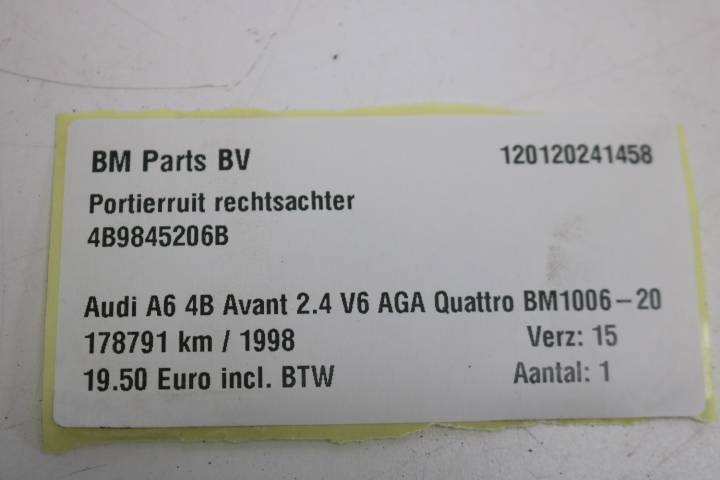 BM Parts BV 120120241458
Portierruit rechtsachter
4B9845206B
Audi A6 4B Avant 2.4 V6 AGA Quattro BM1006-20
178791 km / 1998 Verz: 15
19.50 Euro incl. BTW Aantal: 1